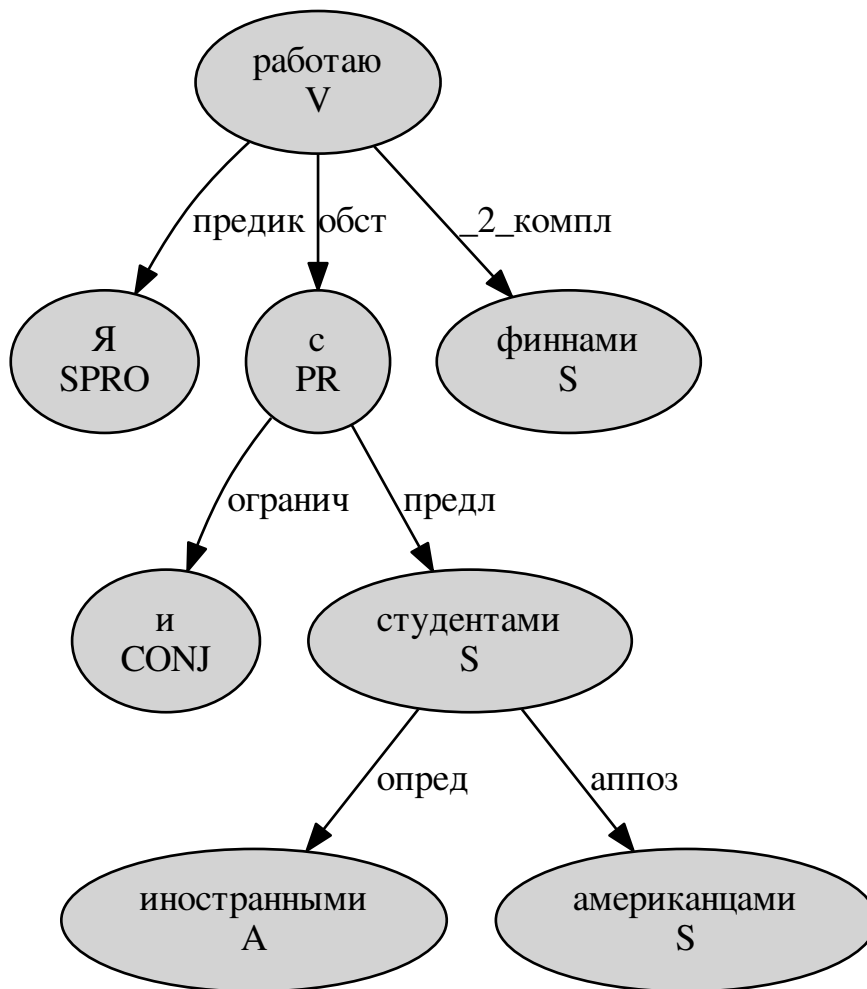 работаю
V
предик
обст
_2_компл
Я
SPRO
с
PR
финнами
S
огранич
предл
и
CONJ
студентами
S
опред
аппоз
иностранными
A
американцами
S